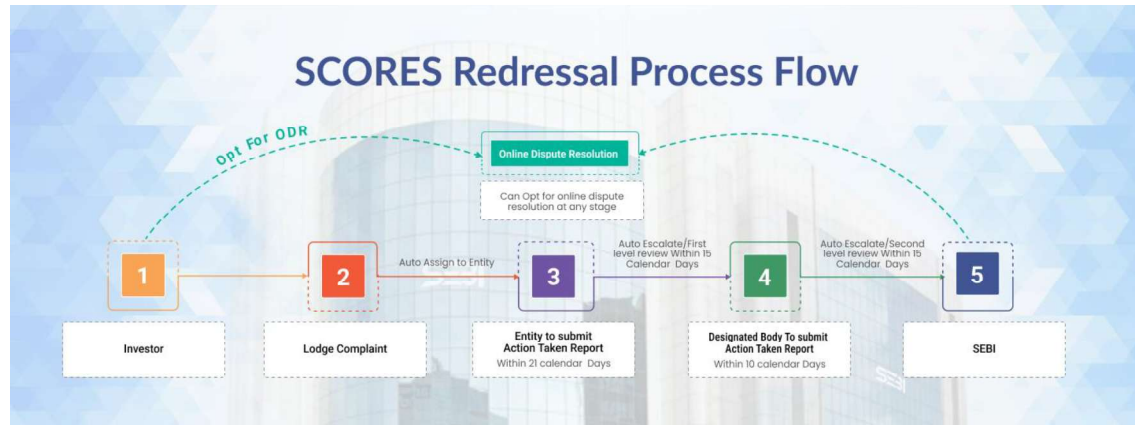 SCORES Redressal Process Flow
Opt For ODR
Online Dispute Resolution
Can Opt for online dispute
resolution at any stage
1
2
3
4
5
Auto Assign to Entity
Auto Escalate/First
level review Within 15
Calendar Days
Auto Escalate/Second
level review Within 15
Calendar Days
Investor
Lodge Complaint
Entity to submit
Action Taken Report
Within 21 calendar Days
Designated Body To submit
Action Taken Report
Within 10 calendar Days
SEBI
SEBI
SEBI